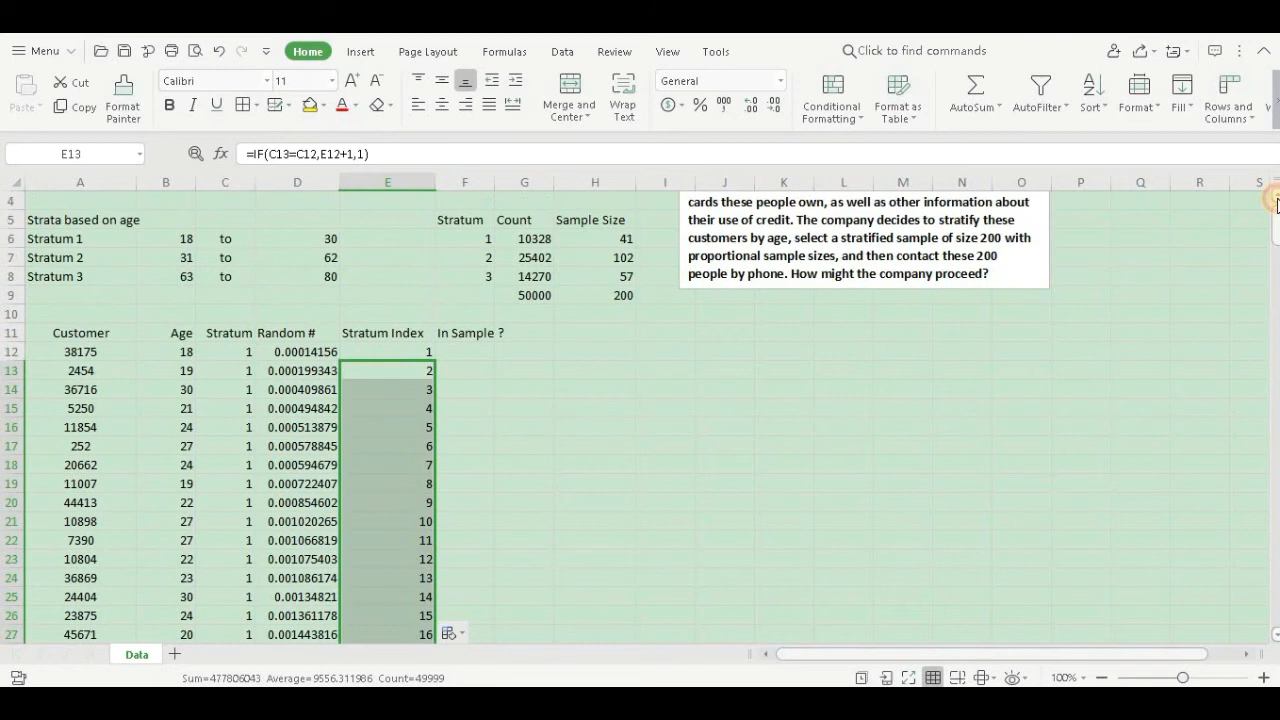 Menu Home Insert Page Layout Formulas Data Review View Tools Click to find commands
Paste Cut Copy Format Painter Calibri 11 B I U A Merge and Center Wrap Text General % Conditional Formatting Format as Table AutoSum AutoFilter Sort Format Fill Rows and Columns
E13 fx =IF(C13=C12,E12+1,1)
A B C D E F G H I J K L M N O P Q R S
4 cards these people own, as well as other information about
5 Strata based on age Stratum Count Sample Size their use of credit. The company decides to stratify these
6 Stratum 1 18 to 30 1 10328 41 customers by age, select a stratified sample of size 200 with
7 Stratum 2 31 to 62 2 25402 102 proportional sample sizes, and then contact these 200
8 Stratum 3 63 to 80 3 14270 57 people by phone. How might the company proceed?
9 50000 200
10
11 Customer Age Stratum Random # Stratum Index In Sample ?
12 38175 18 1 0.00014156 1
13 2454 19 1 0.000199343 2
14 36716 30 1 0.000409861 3
15 5250 21 1 0.000494842 4
16 11854 24 1 0.000513879 5
17 252 27 1 0.000578845 6
18 20662 24 1 0.000594679 7
19 11007 19 1 0.000722407 8
20 44413 22 1 0.000854602 9
21 10898 27 1 0.001020265 10
22 7390 27 1 0.001066819 11
23 10804 22 1 0.001075403 12
24 36869 23 1 0.001086174 13
25 24404 30 1 0.00134821 14
26 23875 24 1 0.001361178 15
27 45671 20 1 0.001443816 16
Data
Average=9556.311986 Count=49999 100%